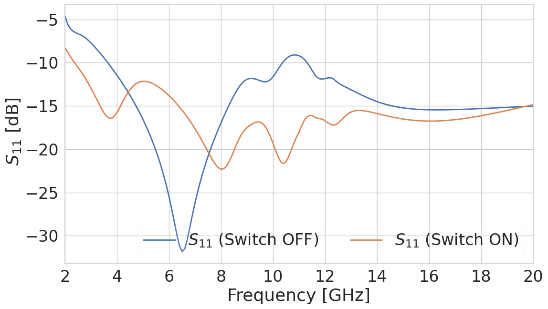 −5
−10
−15
−20
−25
−30
S₁₁ [dB]
S₁₁ (Switch OFF) S₁₁ (Switch ON)
2 4 6 8 10 12 14 16 18 20
Frequency [GHz]